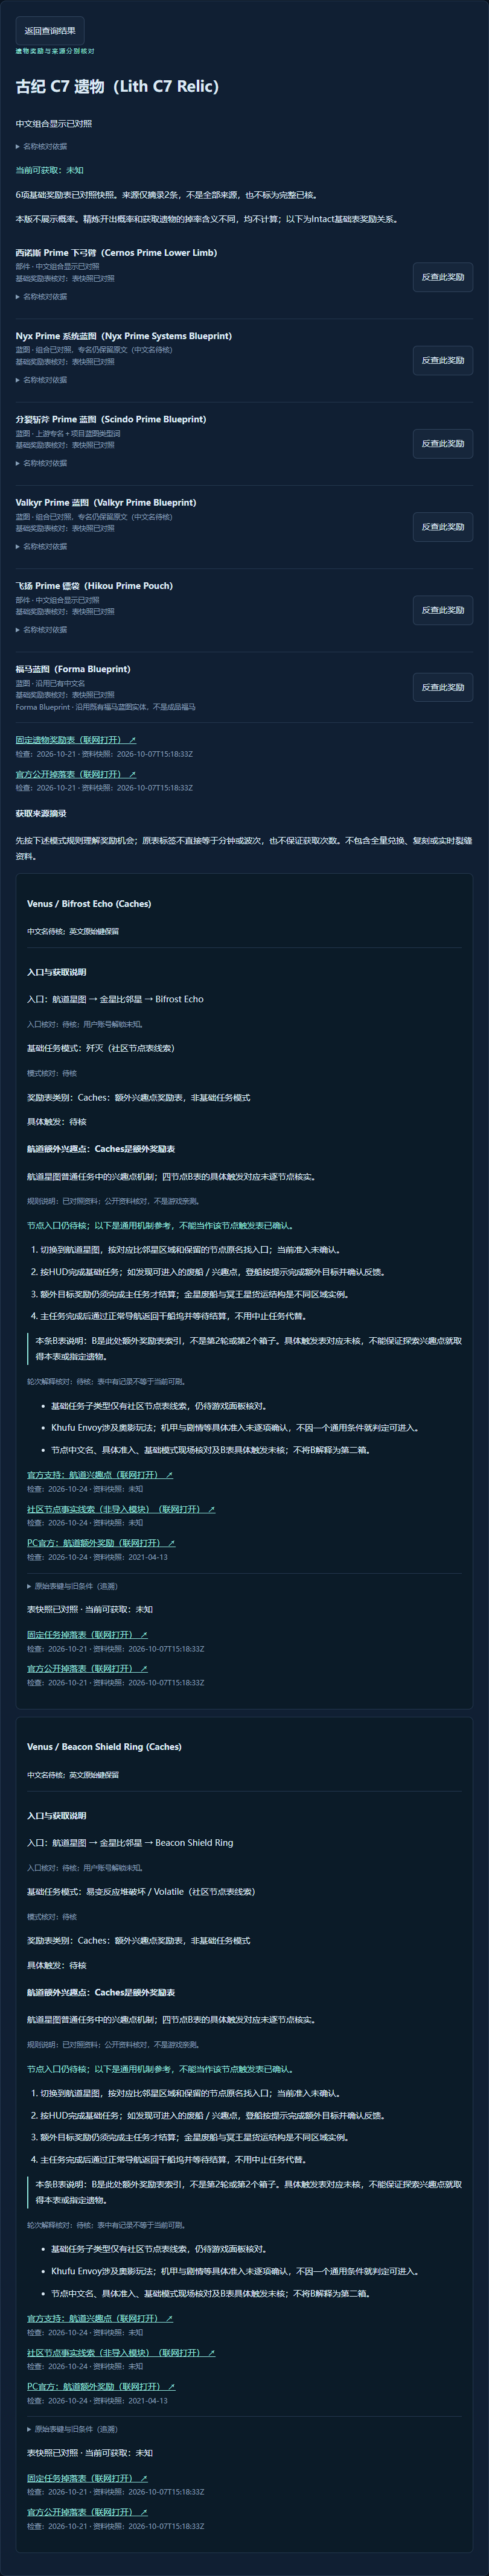 返回查询结果
遗物奖励与来源分别核对
古纪 C7 遗物（Lith C7 Relic）
中文组合显示已对照
▸ 名称核对依据
当前可获取：未知
6项基础奖励表已对照快照。来源仅摘录2条，不是全部来源，也不标为完整已核。
本版不展示概率。精炼开出概率和获取遗物的掉率含义不同，均不计算；以下为Intact基础表奖励关系。
西诺斯 Prime 下弓臂（Cernos Prime Lower Limb）
部件 · 中文组合显示已对照
基础奖励表核对：表快照已对照
▸ 名称核对依据
反查此奖励
Nyx Prime 系统蓝图（Nyx Prime Systems Blueprint）
蓝图 · 组合已对照，专名仍保留原文（中文名待核）
基础奖励表核对：表快照已对照
▸ 名称核对依据
反查此奖励
分裂斩斧 Prime 蓝图（Scindo Prime Blueprint）
蓝图 · 上游专名 + 项目蓝图类型词
基础奖励表核对：表快照已对照
▸ 名称核对依据
反查此奖励
Valkyr Prime 蓝图（Valkyr Prime Blueprint）
蓝图 · 组合已对照，专名仍保留原文（中文名待核）
基础奖励表核对：表快照已对照
▸ 名称核对依据
反查此奖励
飞扬 Prime 镖袋（Hikou Prime Pouch）
部件 · 中文组合显示已对照
基础奖励表核对：表快照已对照
▸ 名称核对依据
反查此奖励
福马蓝图（Forma Blueprint）
蓝图 · 沿用已有中文名
基础奖励表核对：表快照已对照
Forma Blueprint · 沿用既有福马蓝图实体，不是成品福马
反查此奖励
固定遗物奖励表（联网打开） ↗
检查：2026-10-21 · 资料快照：2026-10-07T15:18:33Z
官方公开掉落表（联网打开） ↗
检查：2026-10-21 · 资料快照：2026-10-07T15:18:33Z
获取来源摘录
先按下述模式规则理解奖励机会；原表标签不直接等于分钟或波次，也不保证获取次数。不包含全量兑换、复刻或实时裂缝
资料。
Venus / Bifrost Echo (Caches)
中文名待核；英文原始键保留
入口与获取说明
入口：航道星图 → 金星比邻星 → Bifrost Echo
入口核对：待核；用户账号解锁未知。
基础任务模式：歼灭（社区节点表线索）
模式核对：待核
奖励表类别：Caches：额外兴趣点奖励表，非基础任务模式
具体触发：待核
航道额外兴趣点：Caches是额外奖励表
航道星图普通任务中的兴趣点机制；四节点B表的具体触发对应未逐节点核实。
规则说明：已对照资料；公开资料核对，不是游戏亲测。
节点入口仍待核；以下是通用机制参考，不能当作该节点触发表已确认。
1. 切换到航道星图，按对应比邻星区域和保留的节点原名找入口；当前准入未确认。
2. 按HUD完成基础任务；如发现可进入的废船 / 兴趣点，登船按提示完成额外目标并确认反馈。
3. 额外目标奖励仍须完成主任务才结算；金星废船与冥王星货运结构是不同区域实例。
4. 主任务完成后通过正常导航返回干船坞并等待结算，不用中止任务代替。
本条B表说明：B是此处额外奖励表索引，不是第2轮或第2个箱子。具体触发表对应未核，不能保证探索兴趣点就取
得本表或指定遗物。
轮次解释核对：待核；表中有记录不等于当前可刷。
• 基础任务子类型仅有社区节点表线索，仍待游戏面板核对。
• Khufu Envoy涉及奥影玩法；机甲与剧情等具体准入未逐项确认，不因一个通用条件就判定可进入。
• 节点中文名、具体准入、基础模式现场核对及B表具体触发未核；不将B解释为第二箱。
官方支持：航道兴趣点（联网打开） ↗
检查：2026-10-24 · 资料快照：未知
社区节点事实线索（非导入模块）（联网打开） ↗
检查：2026-10-24 · 资料快照：未知
PC官方：航道额外奖励（联网打开） ↗
检查：2026-10-24 · 资料快照：2021-04-13
▸ 原始表键与旧条件（追溯）
表快照已对照 · 当前可获取：未知
固定任务掉落表（联网打开） ↗
检查：2026-10-21 · 资料快照：2026-10-07T15:18:33Z
官方公开掉落表（联网打开） ↗
检查：2026-10-21 · 资料快照：2026-10-07T15:18:33Z
Venus / Beacon Shield Ring (Caches)
中文名待核；英文原始键保留
入口与获取说明
入口：航道星图 → 金星比邻星 → Beacon Shield Ring
入口核对：待核；用户账号解锁未知。
基础任务模式：易变反应堆破坏 / Volatile（社区节点表线索）
模式核对：待核
奖励表类别：Caches：额外兴趣点奖励表，非基础任务模式
具体触发：待核
航道额外兴趣点：Caches是额外奖励表
航道星图普通任务中的兴趣点机制；四节点B表的具体触发对应未逐节点核实。
规则说明：已对照资料；公开资料核对，不是游戏亲测。
节点入口仍待核；以下是通用机制参考，不能当作该节点触发表已确认。
1. 切换到航道星图，按对应比邻星区域和保留的节点原名找入口；当前准入未确认。
2. 按HUD完成基础任务；如发现可进入的废船 / 兴趣点，登船按提示完成额外目标并确认反馈。
3. 额外目标奖励仍须完成主任务才结算；金星废船与冥王星货运结构是不同区域实例。
4. 主任务完成后通过正常导航返回干船坞并等待结算，不用中止任务代替。
本条B表说明：B是此处额外奖励表索引，不是第2轮或第2个箱子。具体触发表对应未核，不能保证探索兴趣点就取
得本表或指定遗物。
轮次解释核对：待核；表中有记录不等于当前可刷。
• 基础任务子类型仅有社区节点表线索，仍待游戏面板核对。
• Khufu Envoy涉及奥影玩法；机甲与剧情等具体准入未逐项确认，不因一个通用条件就判定可进入。
• 节点中文名、具体准入、基础模式现场核对及B表具体触发未核；不将B解释为第二箱。
官方支持：航道兴趣点（联网打开） ↗
检查：2026-10-24 · 资料快照：未知
社区节点事实线索（非导入模块）（联网打开） ↗
检查：2026-10-24 · 资料快照：未知
PC官方：航道额外奖励（联网打开） ↗
检查：2026-10-24 · 资料快照：2021-04-13
▸ 原始表键与旧条件（追溯）
表快照已对照 · 当前可获取：未知
固定任务掉落表（联网打开） ↗
检查：2026-10-21 · 资料快照：2026-10-07T15:18:33Z
官方公开掉落表（联网打开） ↗
检查：2026-10-21 · 资料快照：2026-10-07T15:18:33Z